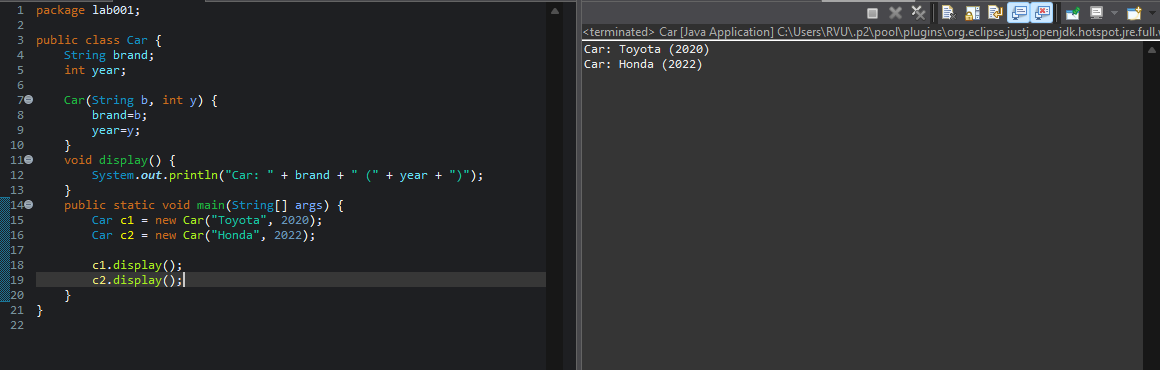 1 package lab001;
2
3 public class Car {
4 String brand;
5 int year;
6
7 Car(String b, int y) {
8 brand=b;
9 year=y;
10 }
11 void display() {
12 System.out.println("Car: " + brand + " (" + year + ")");
13 }
14 public static void main(String[] args) {
15 Car c1 = new Car("Toyota", 2020);
16 Car c2 = new Car("Honda", 2022);
17
18 c1.display();
19 c2.display();
20 }
21 }
22
<terminated> Car [Java Application] C:\Users\RVU\.p2\pool\plugins\org.eclipse.justj.openjdk.hotspot.jre.full.
Car: Toyota (2020)
Car: Honda (2022)